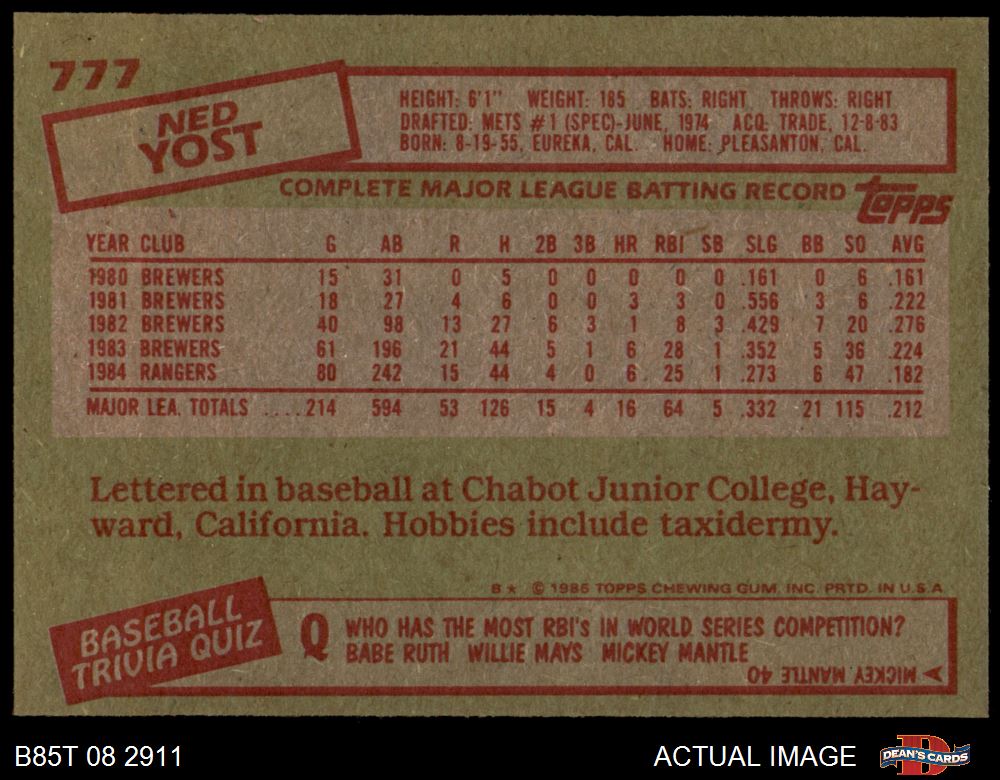 777
NED
YOST
HEIGHT: 6'1" WEIGHT: 185 BATS: RIGHT THROWS: RIGHT
DRAFTED: METS #1 (SPEC)-JUNE, 1974 ACQ: TRADE, 12-8-83
BORN: 8-19-55, EUREKA, CAL. HOME: PLEASANTON, CAL.
COMPLETE MAJOR LEAGUE BATTING RECORD topps
YEAR CLUB G AB R H 2B 3B HR RBI SB SLG BB SO AVG
1980 BREWERS 15 31 0 5 0 0 0 0 0 .161 0 6 .161
1981 BREWERS 18 27 4 6 0 0 3 3 0 .556 3 6 .222
1982 BREWERS 40 98 13 27 6 3 1 8 3 .429 7 20 .276
1983 BREWERS 61 196 21 44 5 1 6 28 1 .352 5 36 .224
1984 RANGERS 80 242 15 44 4 0 6 25 1 .273 6 47 .182
MAJOR LEA. TOTALS ....214 594 53 126 15 4 16 64 5 .332 21 115 .212
Lettered in baseball at Chabot Junior College, Hay-
ward, California. Hobbies include taxidermy.
B* © 1985 TOPPS CHEWING GUM, INC. PRTD. IN U.S.A.
BASEBALL
TRIVIA QUIZ
Q WHO HAS THE MOST RBI's IN WORLD SERIES COMPETITION?
BABE RUTH WILLIE MAYS MICKEY MANTLE
MICKEY MANTLE 40
B85T 08 2911 ACTUAL IMAGE DEAN'S CARDS